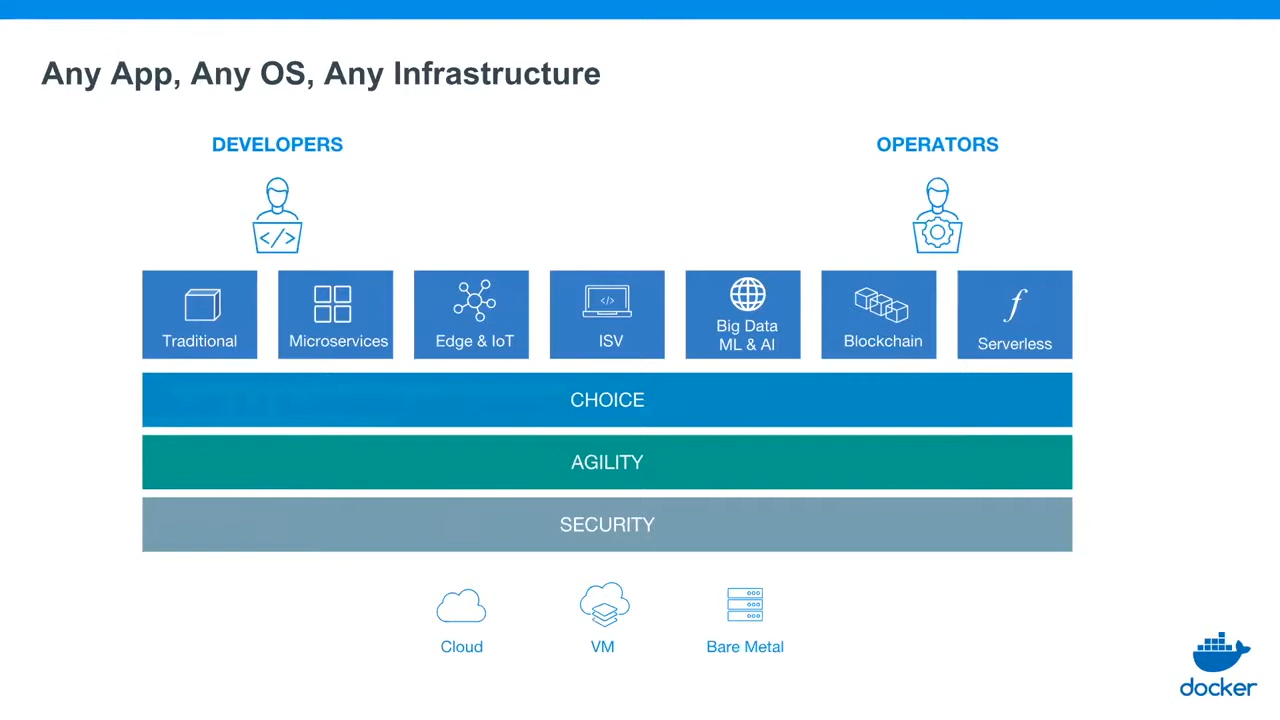 Any App, Any OS, Any Infrastructure
DEVELOPERS
OPERATORS
</>
Traditional
Microservices
Edge & IoT
</>
ISV
Big Data
ML & AI
Blockchain
f
Serverless
CHOICE
AGILITY
SECURITY
Cloud
VM
Bare Metal
docker